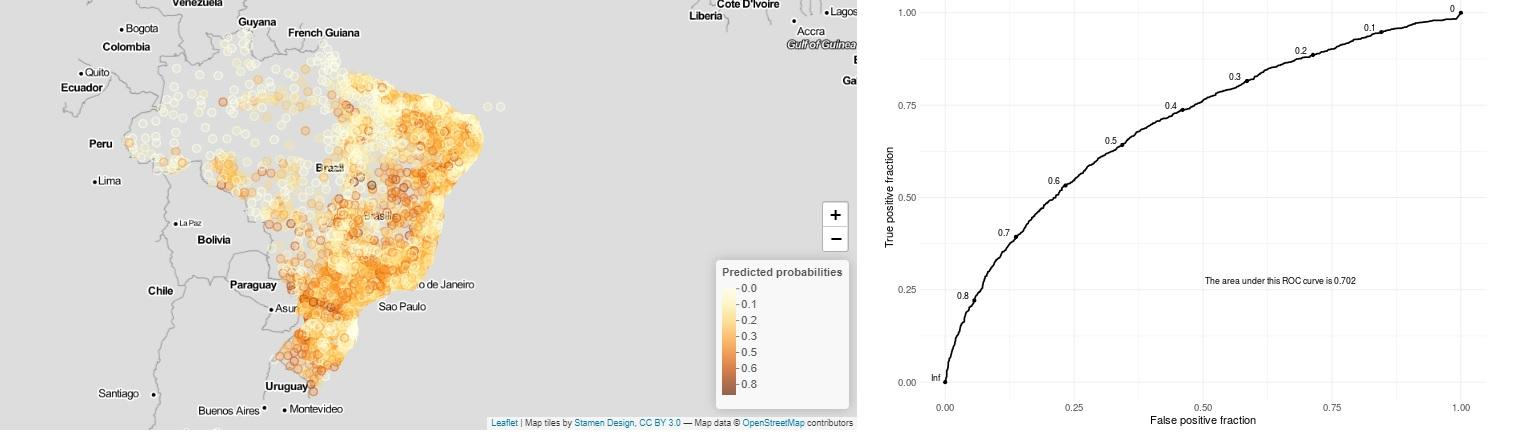 Venezuela
Guyana
Bogota
French Guiana
Colombia
Quito
Ecuador
Peru
Brazil
Lima
La Paz
Brasilia
Bolivia
Chile
Paraguay
o de Janeiro
Asun
Sao Paulo
Uruguay
Santiago
Buenos Aires
Montevideo
Cote D'Ivoire
Liberia
Lagos
Accra
Gulf of Guinea
Ga
+
−
Predicted probabilities
0.0
0.1
0.2
0.3
0.5
0.6
0.8
Leaflet | Map tiles by Stamen Design, CC BY 3.0 — Map data © OpenStreetMap contributors
True positive fraction
1.00
0.75
0.50
0.25
0.00
0
0.1
0.2
0.3
0.4
0.5
0.6
0.7
0.8
Inf
The area under this ROC curve is 0.702
0.00
0.25
0.50
0.75
1.00
False positive fraction